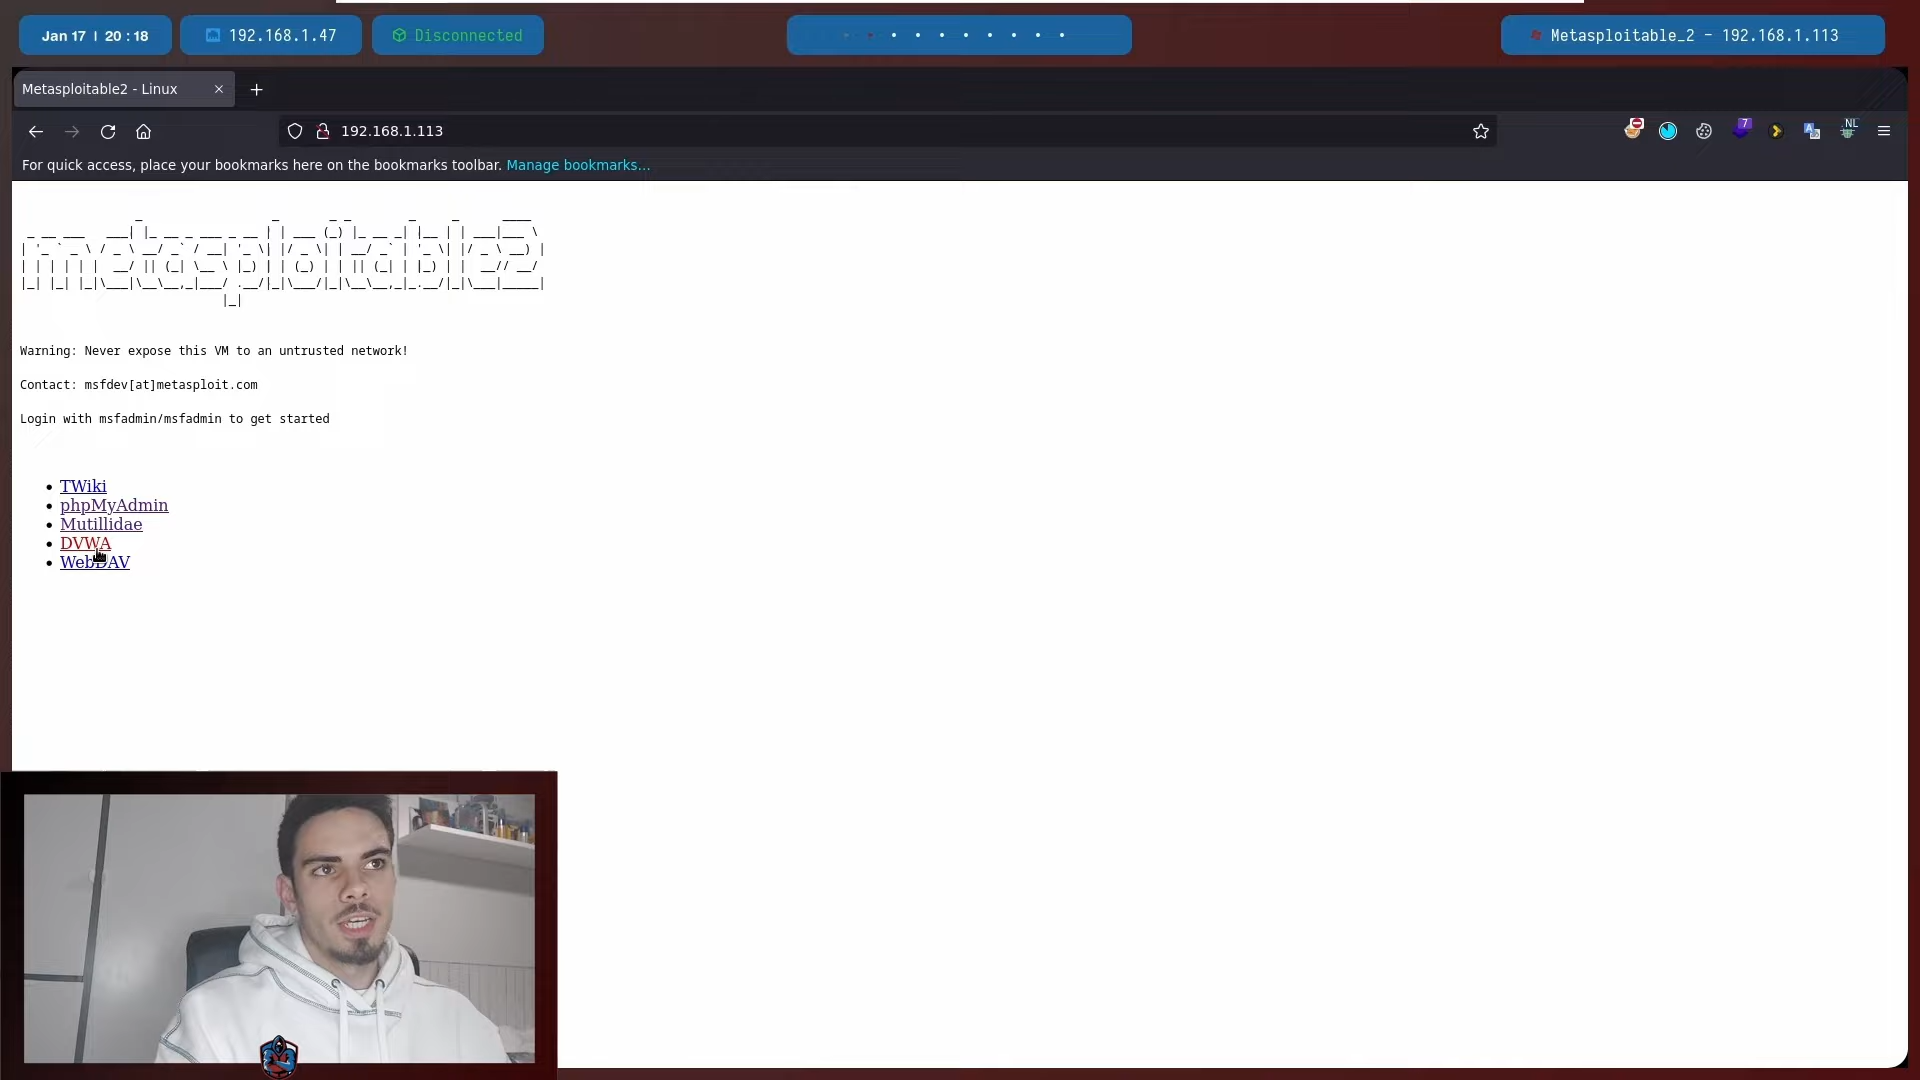 Jan 17 | 20 : 18
192.168.1.47
Disconnected
Metasploitable_2 - 192.168.1.113
Metasploitable2 - Linux
192.168.1.113
7
NL
For quick access, place your bookmarks here on the bookmarks toolbar. Manage bookmarks...
metasploitable2
Warning: Never expose this VM to an untrusted network!
Contact: msfdev[at]metasploit.com
Login with msfadmin/msfadmin to get started
TWiki
phpMyAdmin
Mutillidae
DVWA
WebDAV